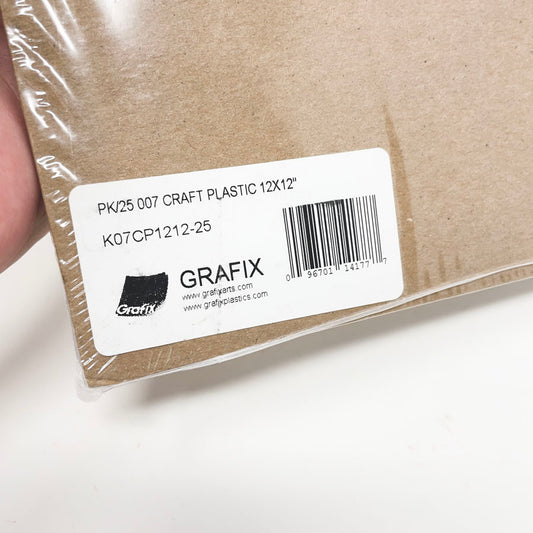 PK/25 007 CRAFT PLASTIC 12X12"
K07CP1212-25
Grafix
GRAFIX
www.grafixarts.com
www.grafixplastics.com
0 96701 14177 7